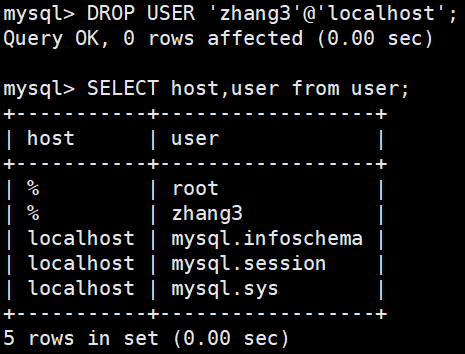 mysql> DROP USER 'zhang3'@'localhost';
Query OK, 0 rows affected (0.00 sec)

mysql> SELECT host,user from user;
+-----------+------------------+
| host      | user             |
+-----------+------------------+
| %         | root             |
| %         | zhang3           |
| localhost | mysql.infoschema |
| localhost | mysql.session    |
| localhost | mysql.sys        |
+-----------+------------------+
5 rows in set (0.00 sec)